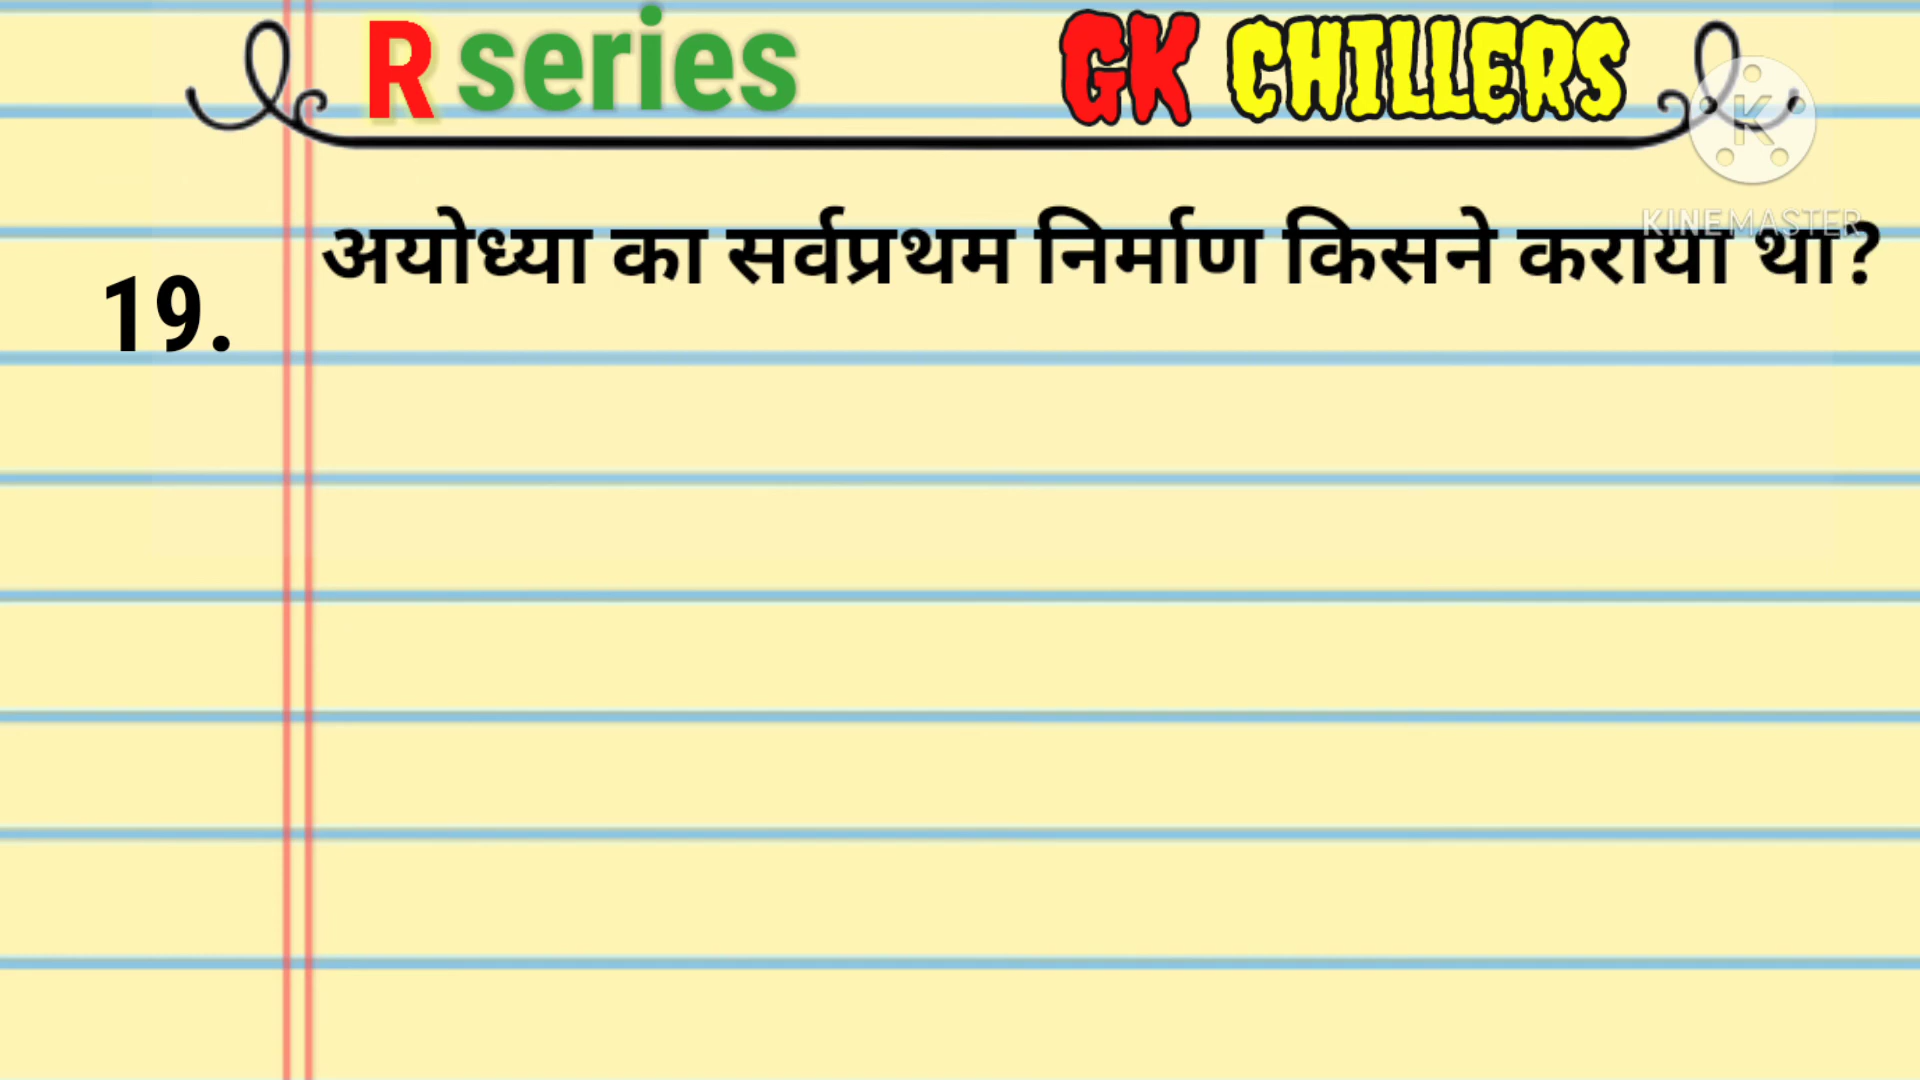 R series GK CHILLERS
K
KINEMASTER
अयोध्या का सर्वप्रथम निर्माण किसने कराया था?
19.